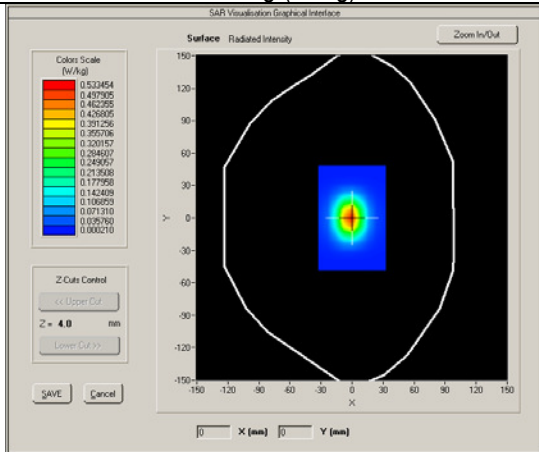 SAR Visualisation Graphical Interface
Surface Radiated Intensity
Zoom In/Out
Colors Scale
(W/kg)
0.533454
0.497905
0.462355
0.426805
0.391256
0.355706
0.320157
0.284607
0.249057
0.213508
0.177958
0.142409
0.106859
0.071310
0.035760
0.000210
Z-Cuts Control
<< Upper Cut
Z = 4.0 mm
Lower Cut >>
SAVE Cancel
150
120
90
60
30
0
-30
-60
-90
-120
-150
Y
-150 -120 -90 -60 -30 0 30 60 90 120 150
X
0 X (mm) 0 Y (mm)